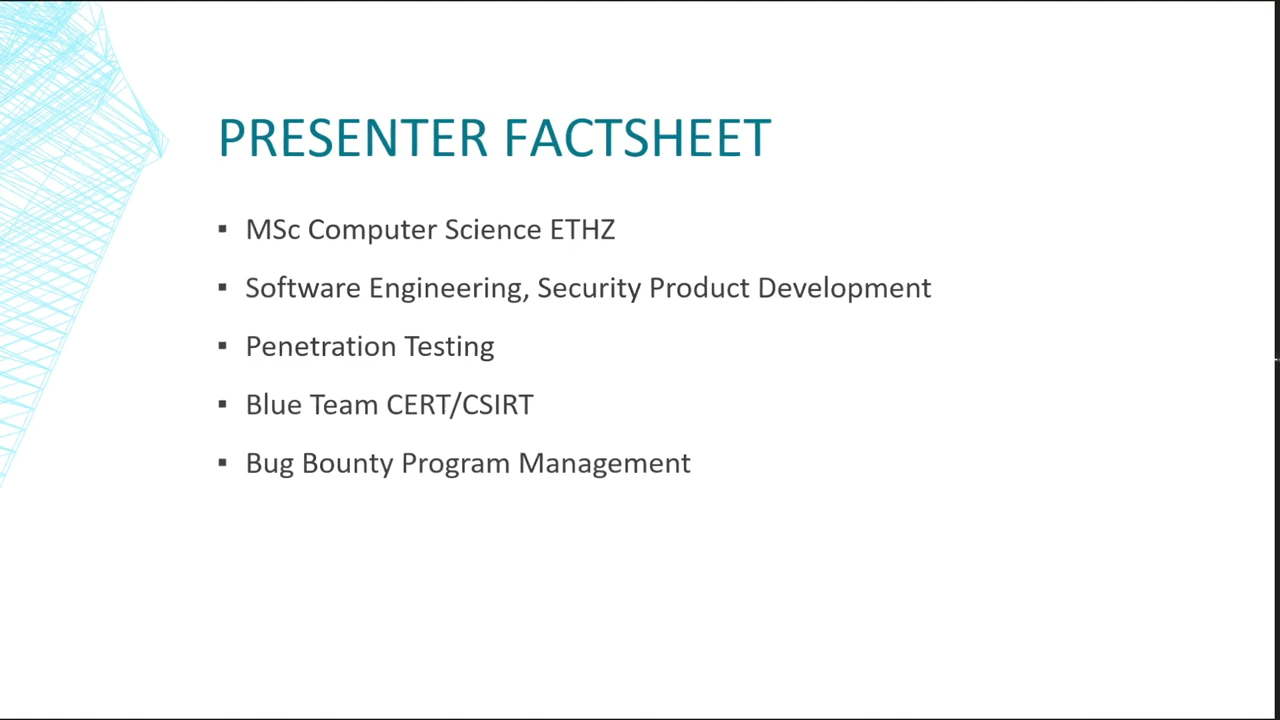 PRESENTER FACTSHEET
▪ MSc Computer Science ETHZ
▪ Software Engineering, Security Product Development
▪ Penetration Testing
▪ Blue Team CERT/CSIRT
▪ Bug Bounty Program Management